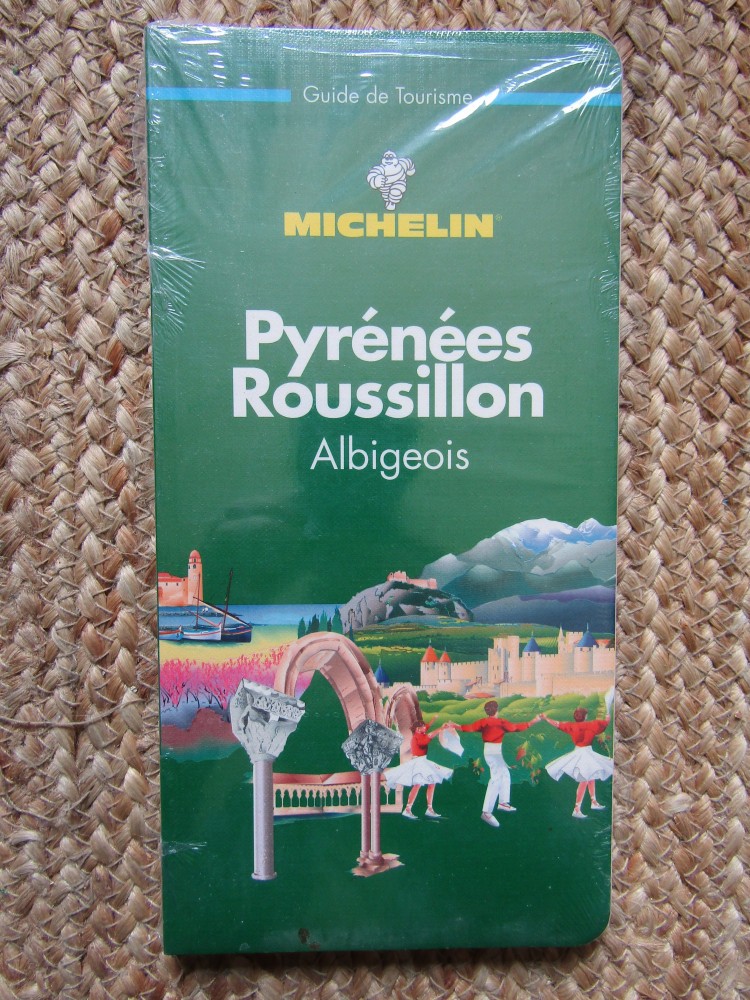 Guide de Tourisme
MICHELIN®
Pyrénées
Roussillon
Albigeois